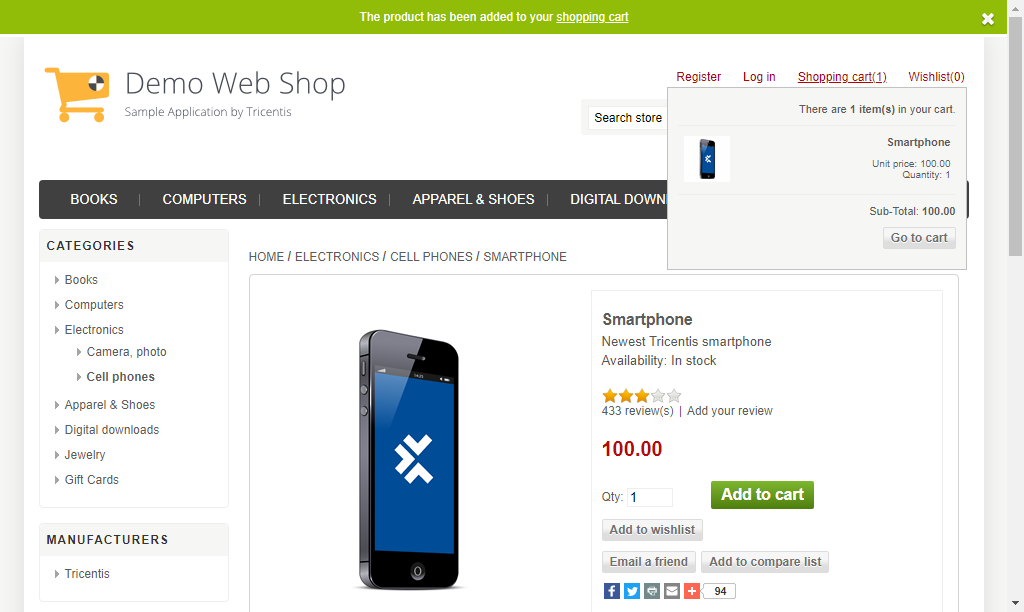 The product has been added to your shopping cart
Demo Web Shop
Sample Application by Tricentis
Register Log in Shopping cart(1) Wishlist(0)
Search store
There are 1 item(s) in your cart.
Smartphone
Unit price: 100.00
Quantity: 1
Sub-Total: 100.00
Go to cart
BOOKS COMPUTERS ELECTRONICS APPAREL & SHOES DIGITAL DOWN
CATEGORIES
Books
Computers
Electronics
Camera, photo
Cell phones
Apparel & Shoes
Digital downloads
Jewelry
Gift Cards
MANUFACTURERS
Tricentis
HOME / ELECTRONICS / CELL PHONES / SMARTPHONE
Smartphone
Newest Tricentis smartphone
Availability: In stock
433 review(s) | Add your review
100.00
Qty: 1 Add to cart
Add to wishlist
Email a friend Add to compare list
94